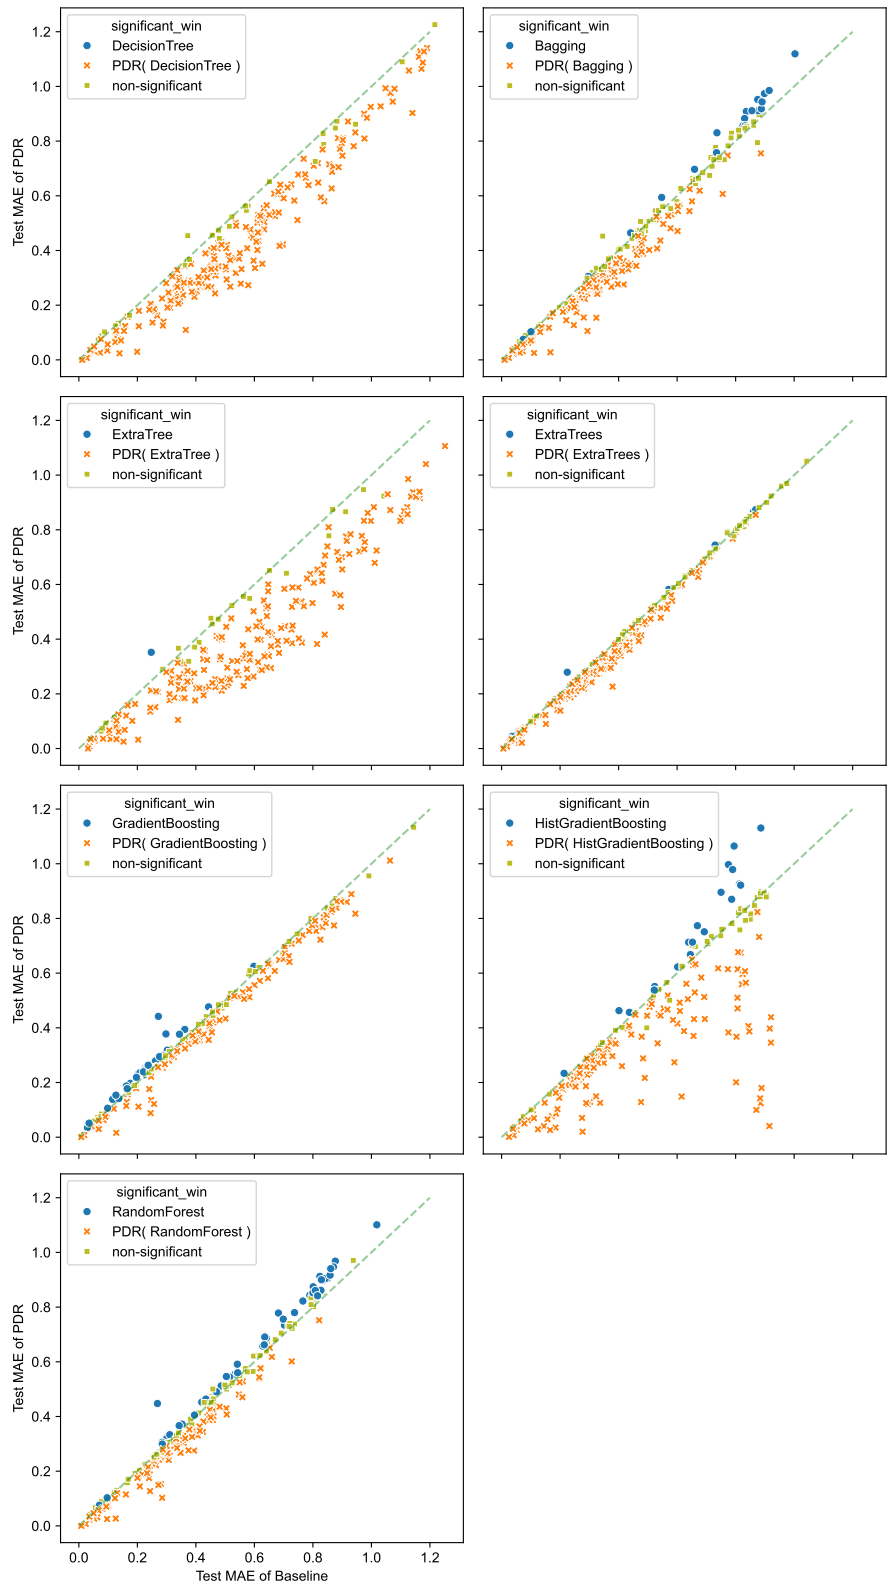 significant_win
DecisionTree
PDR( DecisionTree )
non-significant
1.2
1.0
0.8
0.6
0.4
0.2
0.0
Test MAE of PDR
significant_win
Bagging
PDR( Bagging )
non-significant
significant_win
ExtraTree
PDR( ExtraTree )
non-significant
1.2
1.0
0.8
0.6
0.4
0.2
0.0
Test MAE of PDR
significant_win
ExtraTrees
PDR( ExtraTrees )
non-significant
significant_win
GradientBoosting
PDR( GradientBoosting )
non-significant
1.2
1.0
0.8
0.6
0.4
0.2
0.0
Test MAE of PDR
significant_win
HistGradientBoosting
PDR( HistGradientBoosting )
non-significant
significant_win
RandomForest
PDR( RandomForest )
non-significant
1.2
1.0
0.8
0.6
0.4
0.2
0.0
Test MAE of PDR
0.0 0.2 0.4 0.6 0.8 1.0 1.2
Test MAE of Baseline